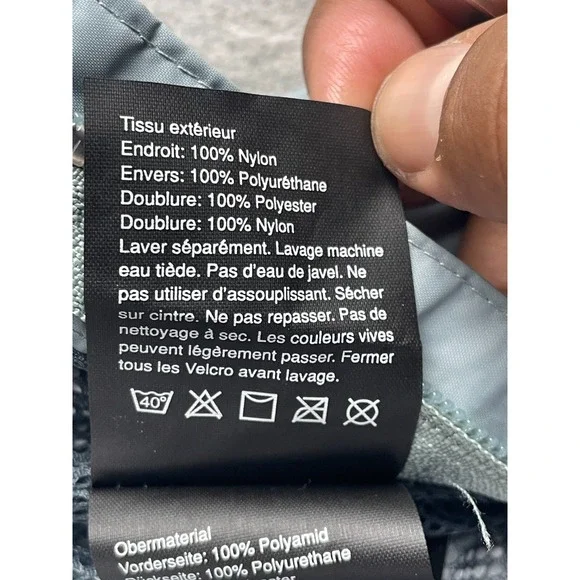 Tissu extérieur
Endroit: 100% Nylon
Envers: 100% Polyuréthane
Doublure: 100% Polyester
Doublure: 100% Nylon
Laver séparément. Lavage machine
eau tiède. Pas d'eau de javel. Ne
pas utiliser d'assouplissant. Sécher
sur cintre. Ne pas repasser. Pas de
nettoyage à sec. Les couleurs vives
peuvent légèrement passer. Fermer
tous les Velcro avant lavage.
40°
Obermaterial
Vorderseite: 100% Polyamid
Rückseite: 100% Polyurethane